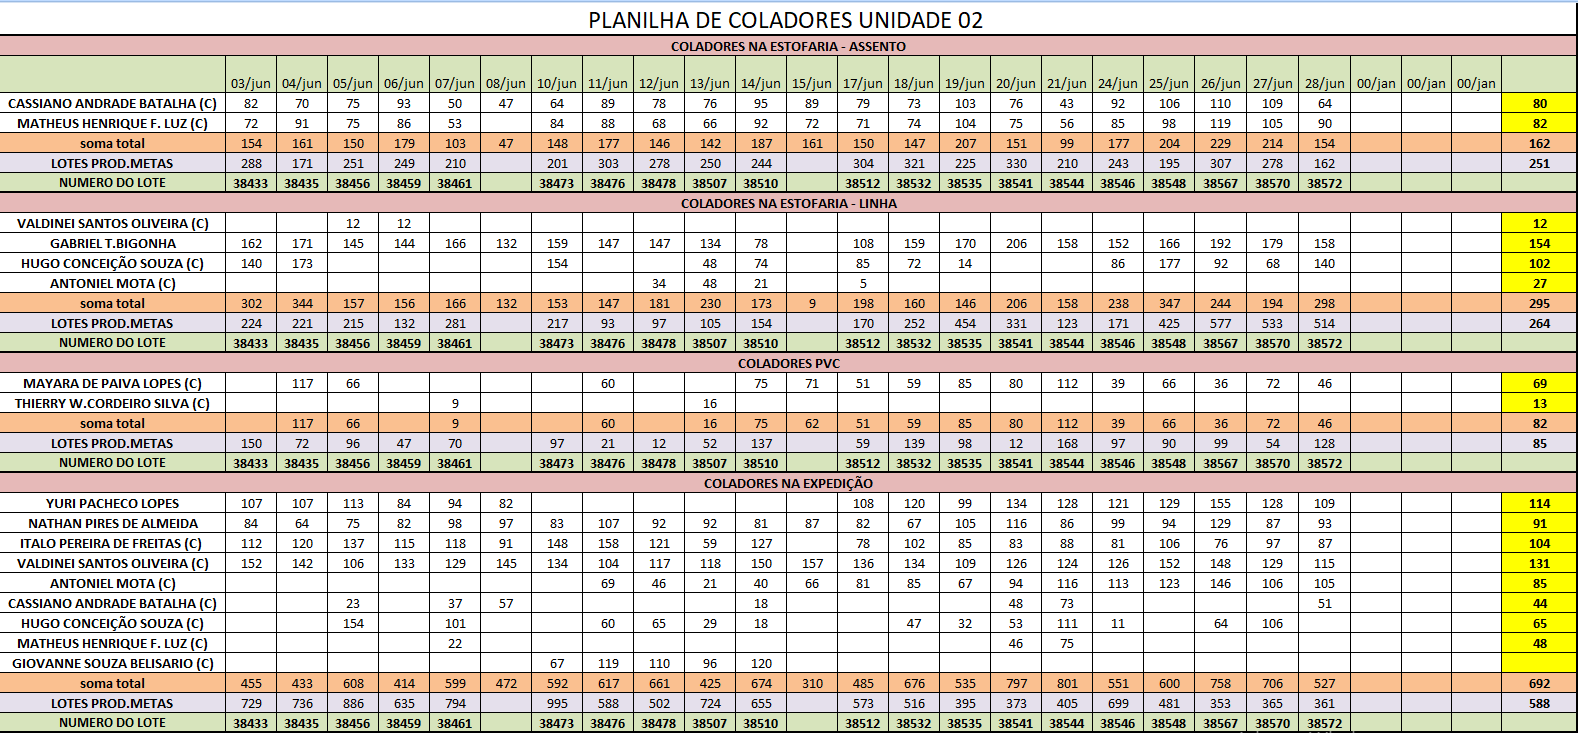 PLANILHA DE COLADORES UNIDADE 02
COLADORES NA ESTOFARIA - ASSENTO
03/jun 04/jun 05/jun 06/jun 07/jun 08/jun 10/jun 11/jun 12/jun 13/jun 14/jun 15/jun 17/jun 18/jun 19/jun 20/jun 21/jun 24/jun 25/jun 26/jun 27/jun 28/jun 00/jan 00/jan 00/jan
CASSIANO ANDRADE BATALHA (C) 82 70 75 93 50 47 64 89 78 76 95 89 79 73 103 76 43 92 106 110 109 64 80
MATHEUS HENRIQUE F. LUZ (C) 72 91 75 86 53 84 88 68 66 92 72 71 74 104 75 56 85 98 119 105 90 82
soma total 154 161 150 179 103 47 148 177 146 142 187 161 150 147 207 151 99 177 204 229 214 154 162
LOTES PROD.METAS 288 171 251 249 210 201 303 278 250 244 304 321 225 330 210 243 195 307 278 162 251
NUMERO DO LOTE 38433 38435 38456 38459 38461 38473 38476 38478 38507 38510 38512 38532 38535 38541 38544 38546 38548 38567 38570 38572
COLADORES NA ESTOFARIA - LINHA
VALDINEI SANTOS OLIVEIRA (C) 12 12 12
GABRIEL T.BIGONHA 162 171 145 144 166 132 159 147 147 134 78 108 159 170 206 158 152 166 192 179 158 154
HUGO CONCEIÇÃO SOUZA (C) 140 173 154 48 74 85 72 14 86 177 92 68 140 102
ANTONIEL MOTA (C) 34 48 21 5 27
soma total 302 344 157 156 166 132 153 147 181 230 173 9 198 160 146 206 158 238 347 244 194 298 295
LOTES PROD.METAS 224 221 215 132 281 217 93 97 105 154 170 252 454 331 123 171 425 577 533 514 264
NUMERO DO LOTE 38433 38435 38456 38459 38461 38473 38476 38478 38507 38510 38512 38532 38535 38541 38544 38546 38548 38567 38570 38572
COLADORES PVC
MAYARA DE PAIVA LOPES (C) 117 66 60 75 71 51 59 85 80 112 39 66 36 72 46 69
THIERRY W.CORDEIRO SILVA (C) 9 16 13
soma total 117 66 9 60 16 75 62 51 59 85 80 112 39 66 36 72 46 82
LOTES PROD.METAS 150 72 96 47 70 97 21 12 52 137 59 139 98 12 168 97 90 99 54 128 85
NUMERO DO LOTE 38433 38435 38456 38459 38461 38473 38476 38478 38507 38510 38512 38532 38535 38541 38544 38546 38548 38567 38570 38572
COLADORES NA EXPEDIÇÃO
YURI PACHECO LOPES 107 107 113 84 94 82 108 120 99 134 128 121 129 155 128 109 114
NATHAN PIRES DE ALMEIDA 84 64 75 82 98 97 83 107 92 92 81 87 82 67 105 116 86 99 94 129 87 93 91
ITALO PEREIRA DE FREITAS (C) 112 120 137 115 118 91 148 158 121 59 127 78 102 85 83 88 81 106 76 97 87 104
VALDINEI SANTOS OLIVEIRA (C) 152 142 106 133 129 145 134 104 117 118 150 157 136 134 109 126 124 126 152 148 129 115 131
ANTONIEL MOTA (C) 69 46 21 40 66 81 85 67 94 116 113 123 146 106 105 85
CASSIANO ANDRADE BATALHA (C) 23 37 57 18 48 73 51 44
HUGO CONCEIÇÃO SOUZA (C) 154 101 60 65 29 18 47 32 53 111 11 64 106 65
MATHEUS HENRIQUE F. LUZ (C) 22 46 75 48
GIOVANNE SOUZA BELISARIO (C) 67 119 110 96 120
soma total 455 433 608 414 599 472 592 617 661 425 674 310 485 676 535 797 801 551 600 758 706 527 692
LOTES PROD.METAS 729 736 886 635 794 995 588 502 724 655 573 516 395 373 405 699 481 353 365 361 588
NUMERO DO LOTE 38433 38435 38456 38459 38461 38473 38476 38478 38507 38510 38512 38532 38535 38541 38544 38546 38548 38567 38570 38572